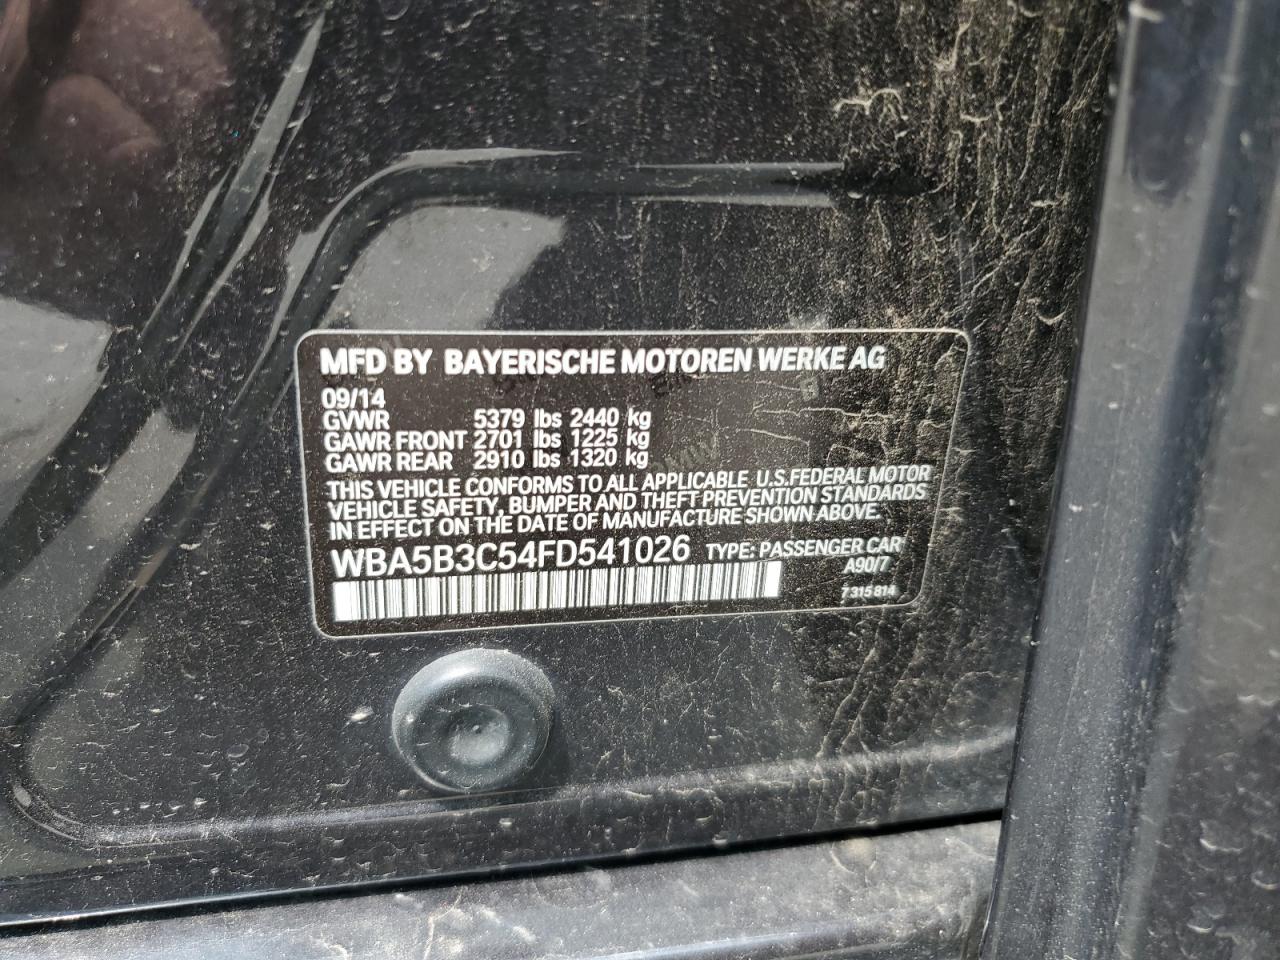 MFD BY BAYERISCHE MOTOREN WERKE AG
09/14
GVWR 5379 lbs 2440 kg
GAWR FRONT 2701 lbs 1225 kg
GAWR REAR 2910 lbs 1320 kg
THIS VEHICLE CONFORMS TO ALL APPLICABLE U.S. FEDERAL MOTOR
VEHICLE SAFETY, BUMPER AND THEFT PREVENTION STANDARDS
IN EFFECT ON THE DATE OF MANUFACTURE SHOWN ABOVE.
WBA5B3C54FD541026 TYPE: PASSENGER CAR
A90/7
7 315 814